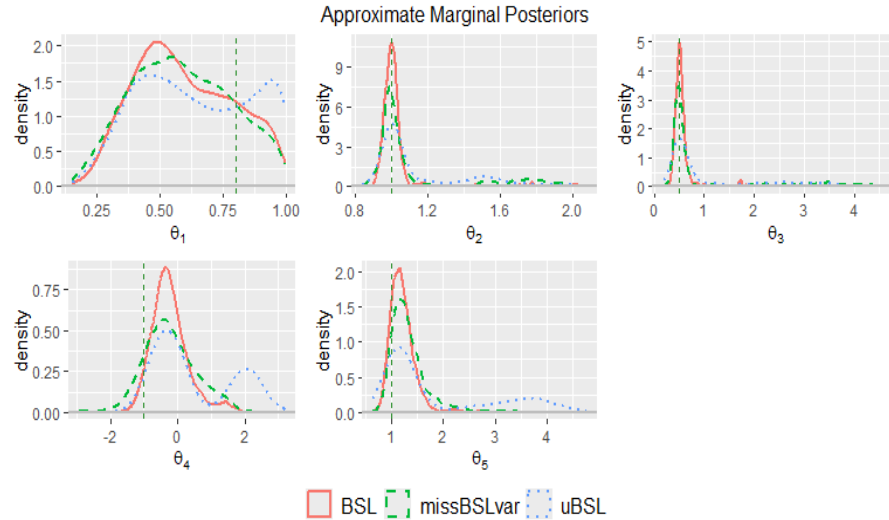 Approximate Marginal Posteriors
density
2.0
1.5
1.0
0.5
0.0
0.25 0.50 0.75 1.00
θ1
density
9
6
3
0
0.8 1.2 1.6 2.0
θ2
density
5
4
3
2
1
0
0 1 2 3 4
θ3
density
0.75
0.50
0.25
0.00
-2 0 2
θ4
density
2.0
1.5
1.0
0.5
0.0
1 2 3 4
θ5
BSL missBSLvar uBSL